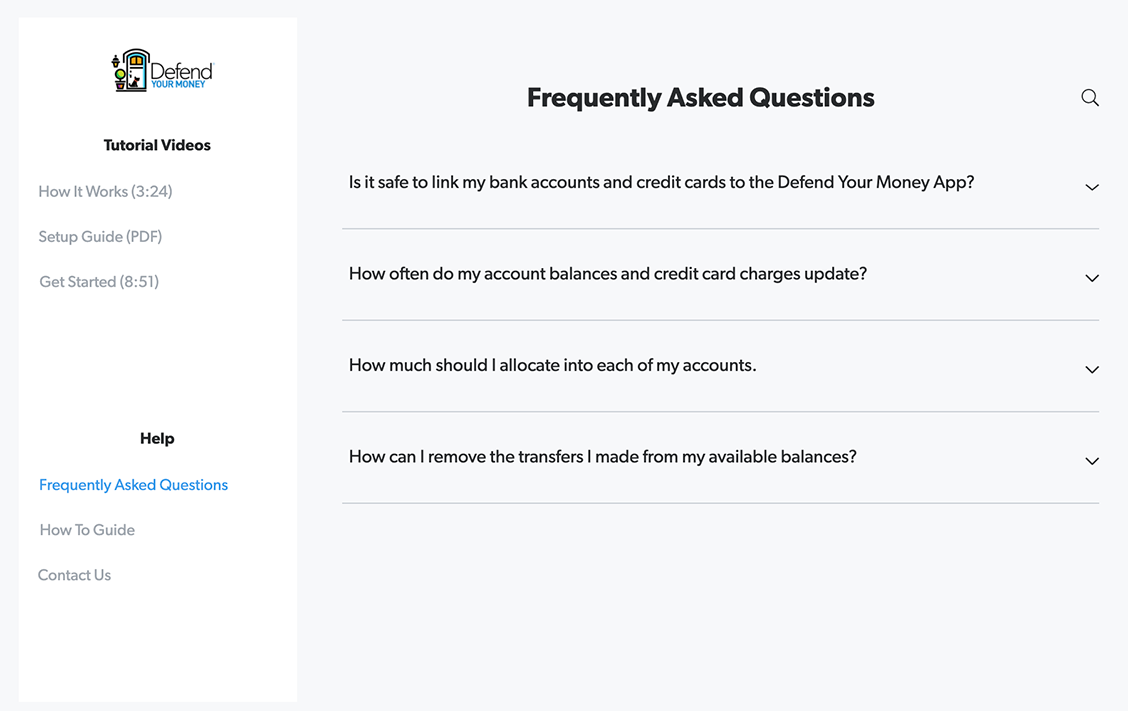 Defend
YOUR MONEY
Tutorial Videos
How It Works (3:24)
Setup Guide (PDF)
Get Started (8:51)
Help
Frequently Asked Questions
How To Guide
Contact Us
Frequently Asked Questions
Is it safe to link my bank accounts and credit cards to the Defend Your Money App?
How often do my account balances and credit card charges update?
How much should I allocate into each of my accounts.
How can I remove the transfers I made from my available balances?